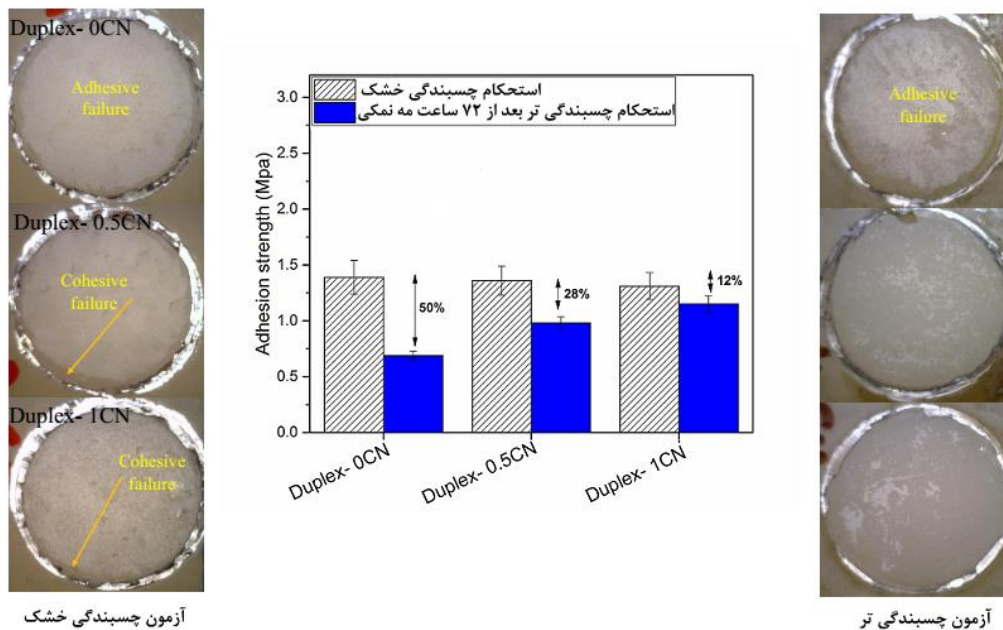 Duplex- 0CN
Adhesive
failure
Duplex- 0.5CN
Cohesive
failure
Duplex- 1CN
Cohesive
failure
آزمون چسبندگی خشک
استحکام چسبندگی خشک
استحکام چسبندگی تر بعد از ۷۲ ساعت مه نمکی
Adhesion strength (Mpa)
3.0
2.5
2.0
1.5
1.0
0.5
0.0
50%
28%
12%
Duplex- 0CN
Duplex- 0.5CN
Duplex- 1CN
Adhesive
failure
آزمون چسبندگی تر